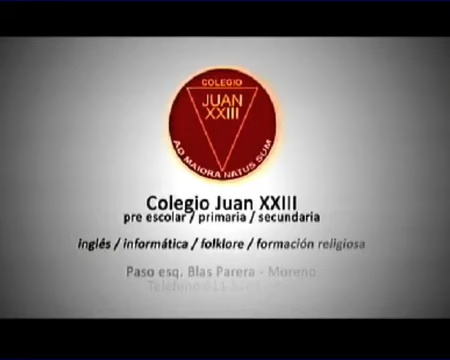 COLEGIO
JUAN
XXIII
AD MAIORA NATUS SUM
Colegio Juan XXIII
pre escolar / primaria / secundaria
inglés / informática / folklore / formación religiosa
Paso esq. Blas Parera - Moreno